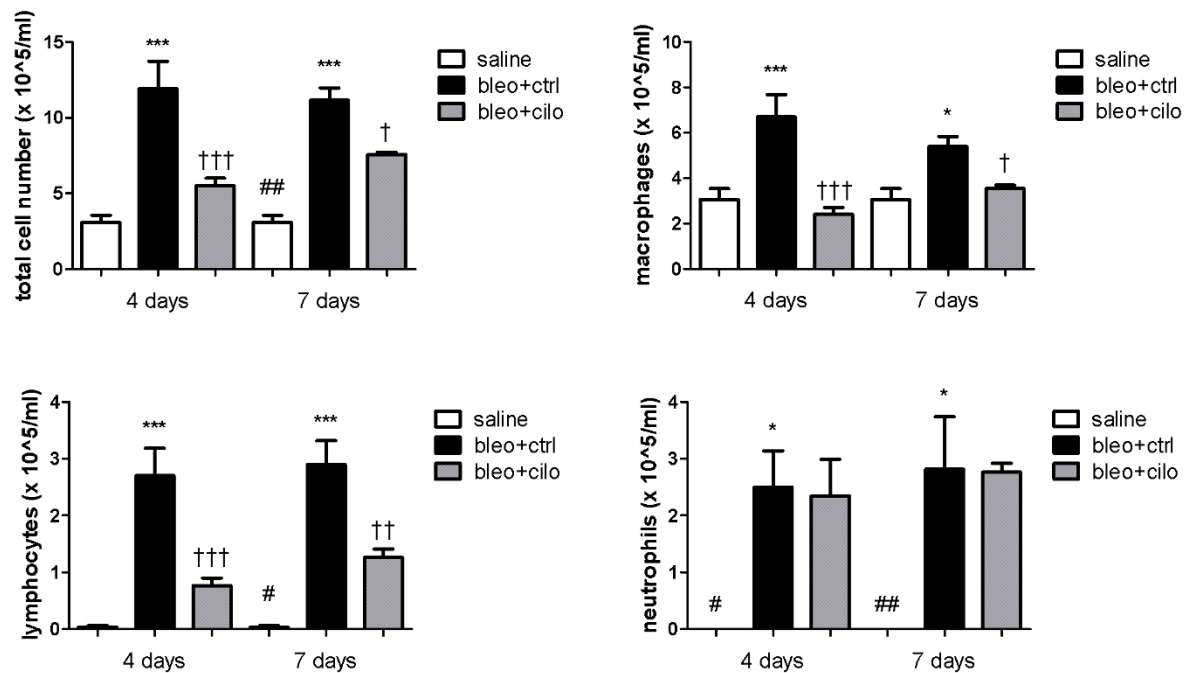 total cell number (x 10^5/ml)
15
10
5
0
***
†††
##
***
†
4 days
7 days
saline
bleo+ctrl
bleo+cilo
macrophages (x 10^5/ml)
10
8
6
4
2
0
***
†††
*
†
4 days
7 days
saline
bleo+ctrl
bleo+cilo
lymphocytes (x 10^5/ml)
4
3
2
1
0
***
†††
#
***
††
4 days
7 days
saline
bleo+ctrl
bleo+cilo
neutrophils (x 10^5/ml)
4
3
2
1
0
#
*
##
*
4 days
7 days
saline
bleo+ctrl
bleo+cilo